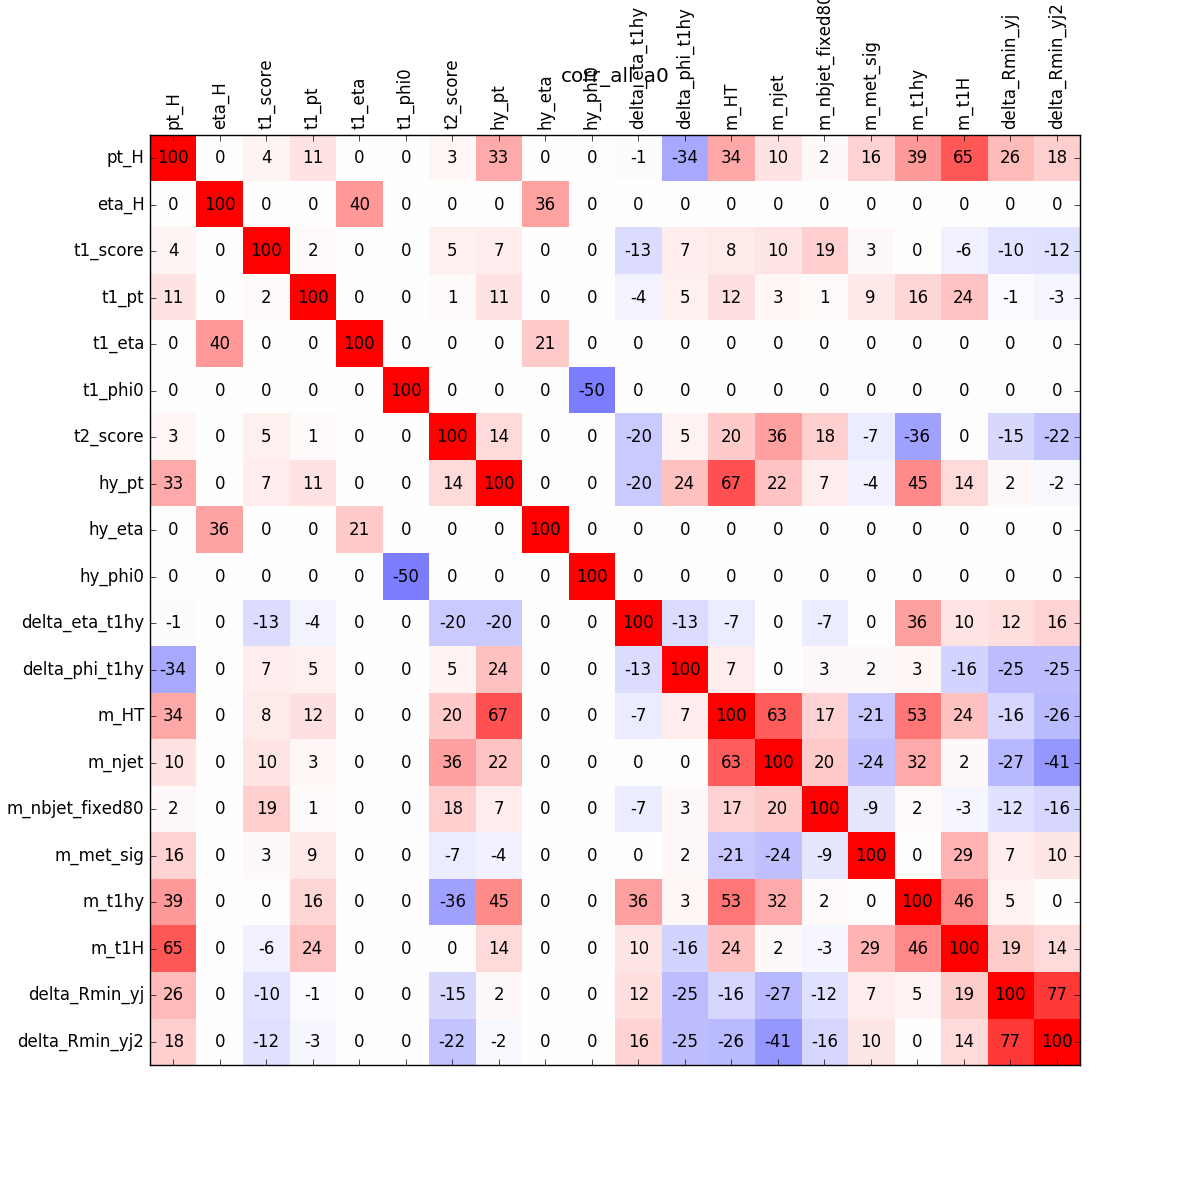 corr_all_a0
pt_H eta_H t1_score t1_pt t1_eta t1_phi0 t2_score hy_pt hy_eta hy_phi0 delta_eta_t1hy delta_phi_t1hy m_HT m_njet m_nbjet_fixed80 m_met_sig m_t1hy m_t1H delta_Rmin_yj delta_Rmin_yj2
pt_H 100 0 4 11 0 0 3 33 0 0 -1 -34 34 10 2 16 39 65 26 18
eta_H 0 100 0 0 40 0 0 0 36 0 0 0 0 0 0 0 0 0 0 0
t1_score 4 0 100 2 0 0 5 7 0 0 -13 7 8 10 19 3 0 -6 -10 -12
t1_pt 11 0 2 100 0 0 1 11 0 0 -4 5 12 3 1 9 16 24 -1 -3
t1_eta 0 40 0 0 100 0 0 0 21 0 0 0 0 0 0 0 0 0 0 0
t1_phi0 0 0 0 0 0 100 0 0 0 -50 0 0 0 0 0 0 0 0 0 0
t2_score 3 0 5 1 0 0 100 14 0 0 -20 5 20 36 18 -7 -36 0 -15 -22
hy_pt 33 0 7 11 0 0 14 100 0 0 -20 24 67 22 7 -4 45 14 2 -2
hy_eta 0 36 0 0 21 0 0 0 100 0 0 0 0 0 0 0 0 0 0 0
hy_phi0 0 0 0 0 0 -50 0 0 0 100 0 0 0 0 0 0 0 0 0 0
delta_eta_t1hy -1 0 -13 -4 0 0 -20 -20 0 0 100 -13 -7 0 -7 0 36 10 12 16
delta_phi_t1hy -34 0 7 5 0 0 5 24 0 0 -13 100 7 0 3 2 3 -16 -25 -25
m_HT 34 0 8 12 0 0 20 67 0 0 -7 7 100 63 17 -21 53 24 -16 -26
m_njet 10 0 10 3 0 0 36 22 0 0 0 0 63 100 20 -24 32 2 -27 -41
m_nbjet_fixed80 2 0 19 1 0 0 18 7 0 0 -7 3 17 20 100 -9 2 -3 -12 -16
m_met_sig 16 0 3 9 0 0 -7 -4 0 0 0 2 -21 -24 -9 100 0 29 7 10
m_t1hy 39 0 0 16 0 0 -36 45 0 0 36 3 53 32 2 0 100 46 5 0
m_t1H 65 0 -6 24 0 0 0 14 0 0 10 -16 24 2 -3 29 46 100 19 14
delta_Rmin_yj 26 0 -10 -1 0 0 -15 2 0 0 12 -25 -16 -27 -12 7 5 19 100 77
delta_Rmin_yj2 18 0 -12 -3 0 0 -22 -2 0 0 16 -25 -26 -41 -16 10 0 14 77 100